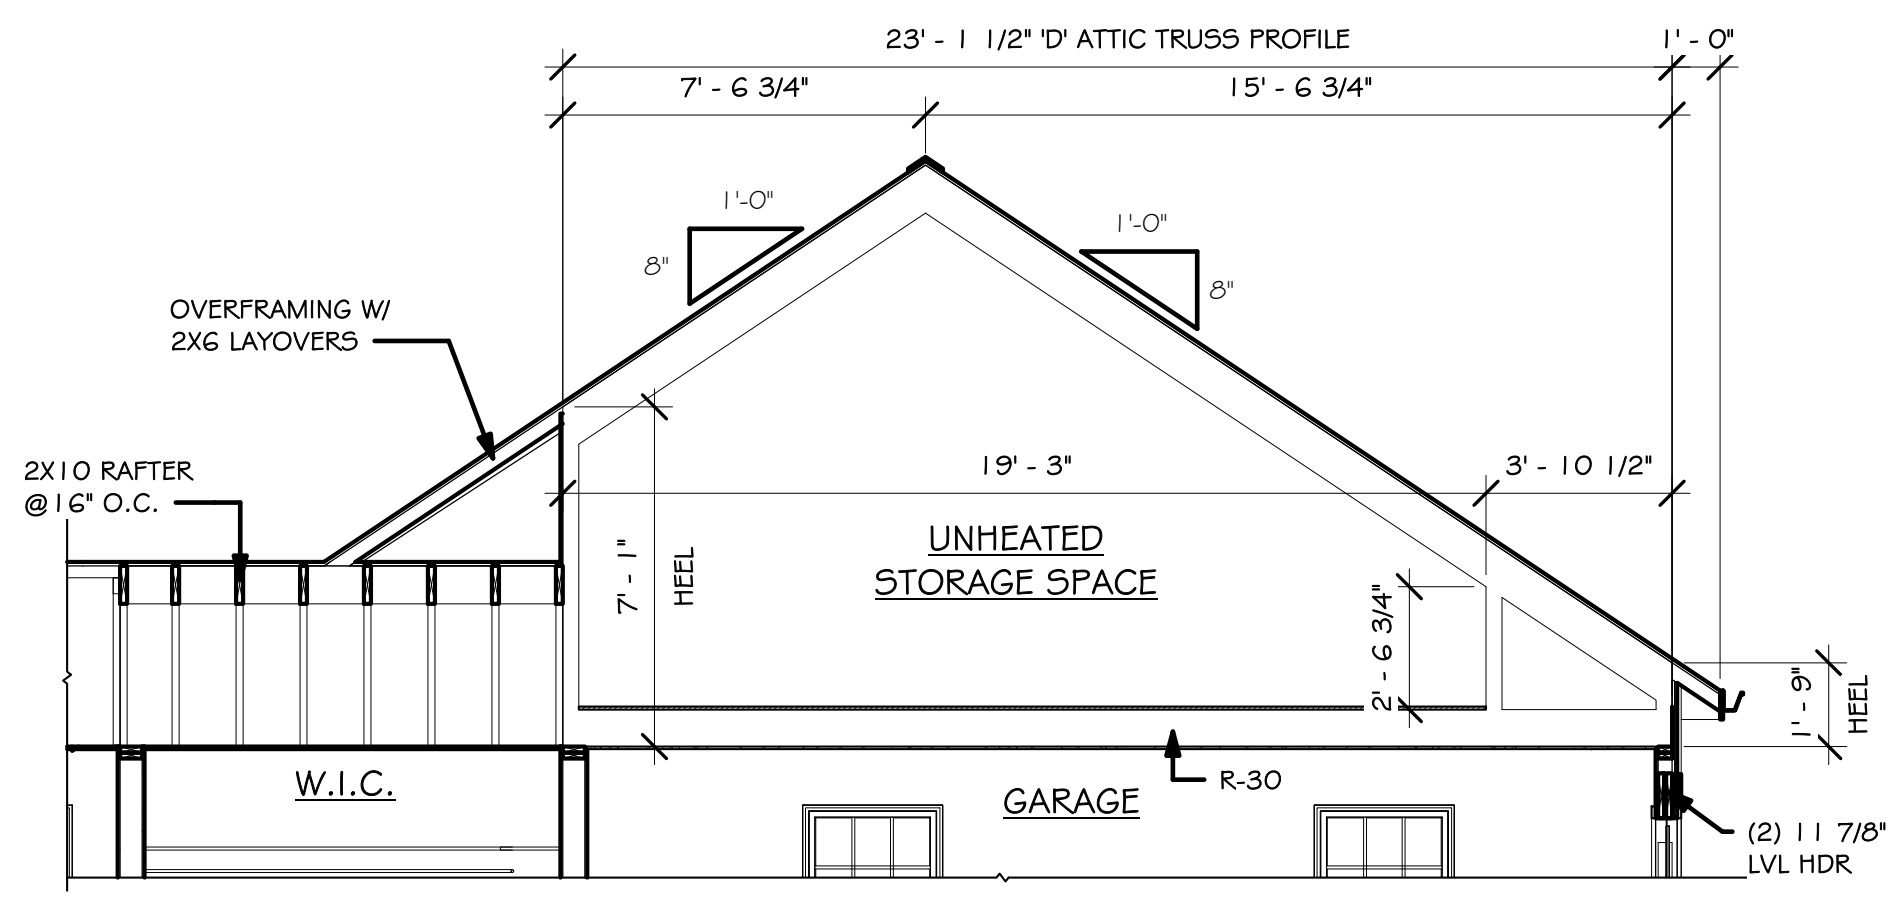 23' - 1 1/2" 'D' ATTIC TRUSS PROFILE
1' - 0"
7' - 6 3/4"
15' - 6 3/4"
1'-0"
8"
1'-0"
8"
OVERFRAMING W/
2X6 LAYOVERS
2X10 RAFTER
@16" O.C.
19' - 3"
3' - 10 1/2"
UNHEATED
STORAGE SPACE
7' - 1"
HEEL
2' - 6 3/4"
1' - 9"
HEEL
W.I.C.
R-30
GARAGE
(2) 11 7/8"
LVL HDR